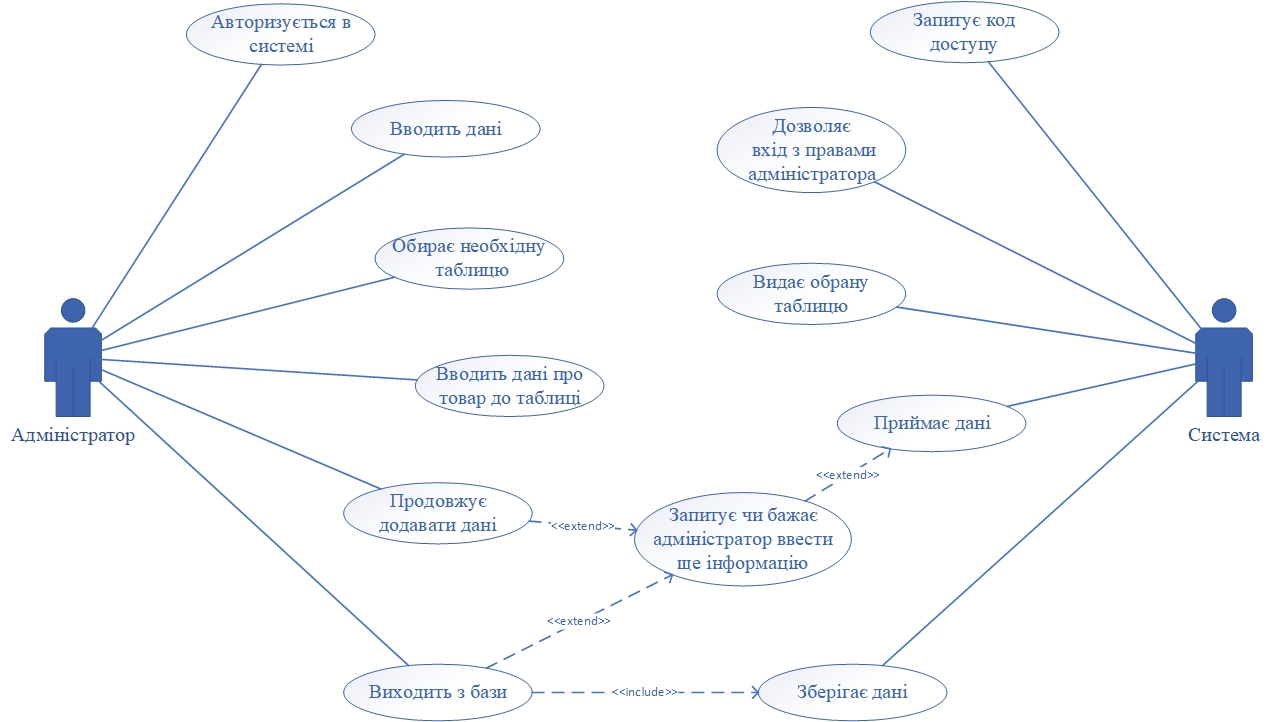 Авторизується в
системі
Запитує код
доступу
Вводить дані
Дозволяє
вхід з правами
адміністратора
Обирає необхідну
таблицю
Видає обрану
таблицю
Вводить дані про
товар до таблиці
Адміністратор
Приймає дані
Система
<<extend>>
Продовжує
додавати дані
<<extend>>
Запитує чи бажає
адміністратор ввести
ще інформацію
<<extend>>
Виходить з бази
<<include>>
Зберігає дані